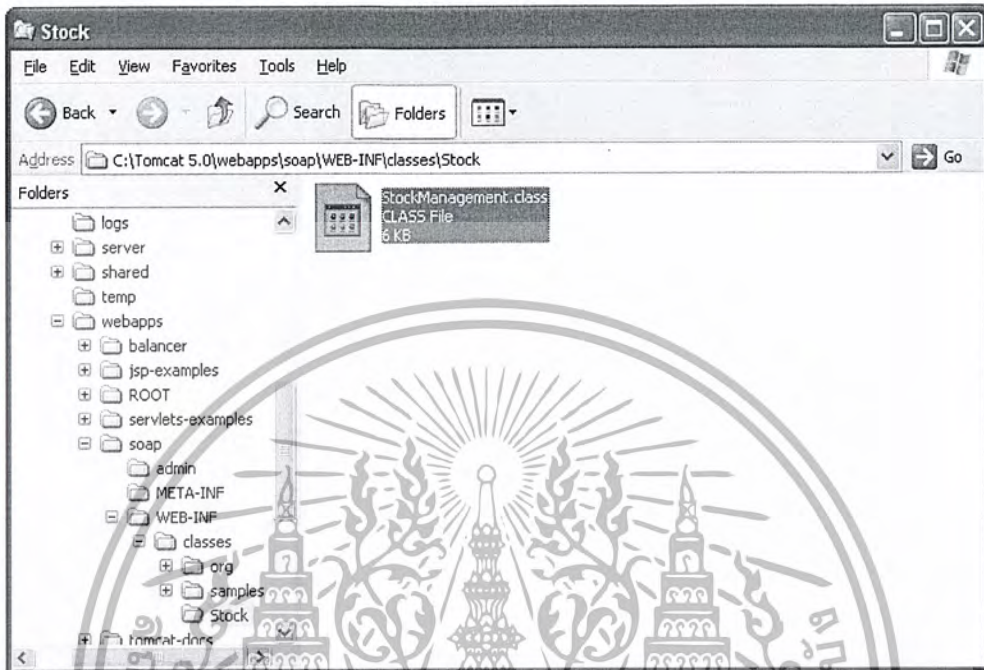 Stock
File Edit View Favorites Tools Help
Back Search Folders
Address C:\Tomcat 5.0\webapps\soap\WEB-INF\classes\Stock Go
Folders
logs
server
shared
temp
webapps
balancer
jsp-examples
ROOT
servlets-examples
soap
admin
META-INF
WEB-INF
classes
org
samples
Stock
tomcat-docs
StockManagement.class
CLASS File
6 KB